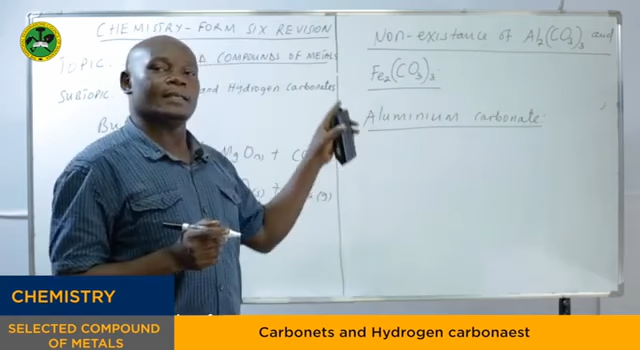 CHEMISTRY - FORM SIX REVISION
TOPIC COMPOUNDS OF METALS
SUBTOPIC and Hydrogen carbonates
MgO(s) +
(g)
Non-existance of Al2(CO3)3 and
Fe2(CO3)3.
Aluminium carbonate.
CHEMISTRY
SELECTED COMPOUND
OF METALS
Carbonets and Hydrogen carbonaest